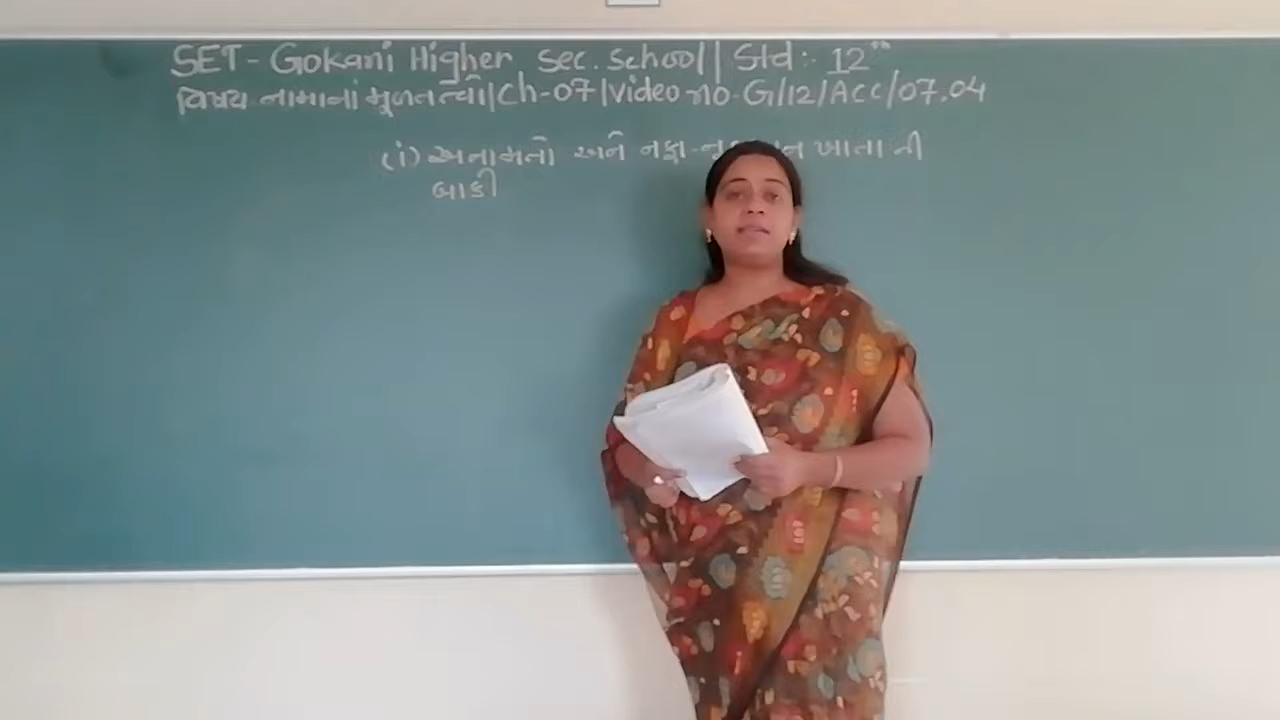 SET - Gokani Higher Sec. School || Std :- 12th
વિષય નામાનાં મૂળતત્વો | Ch-07 | Video no- G/12/Acc/07.04
(i) અનામતો અને નફા- ખાતા ની
બાકી